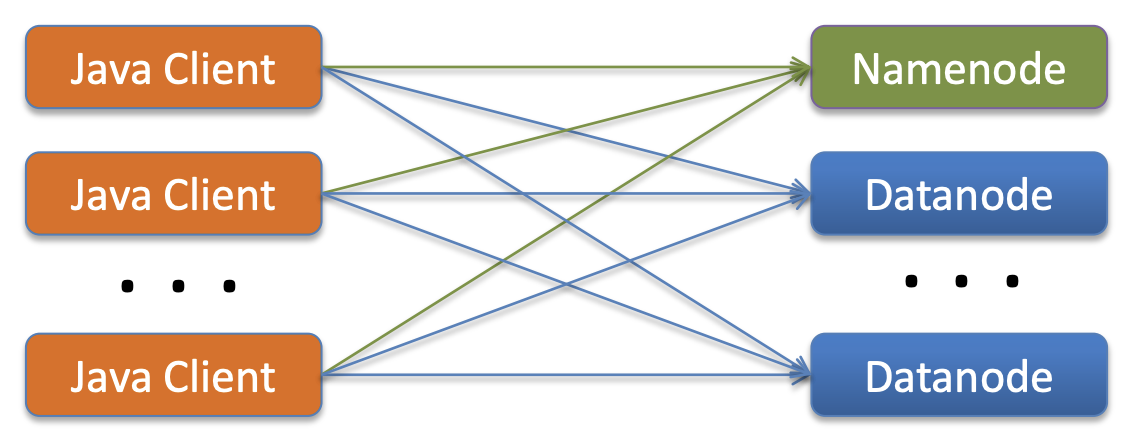 Java Client
Namenode
Java Client
Datanode
. . .
. . .
Java Client
Datanode